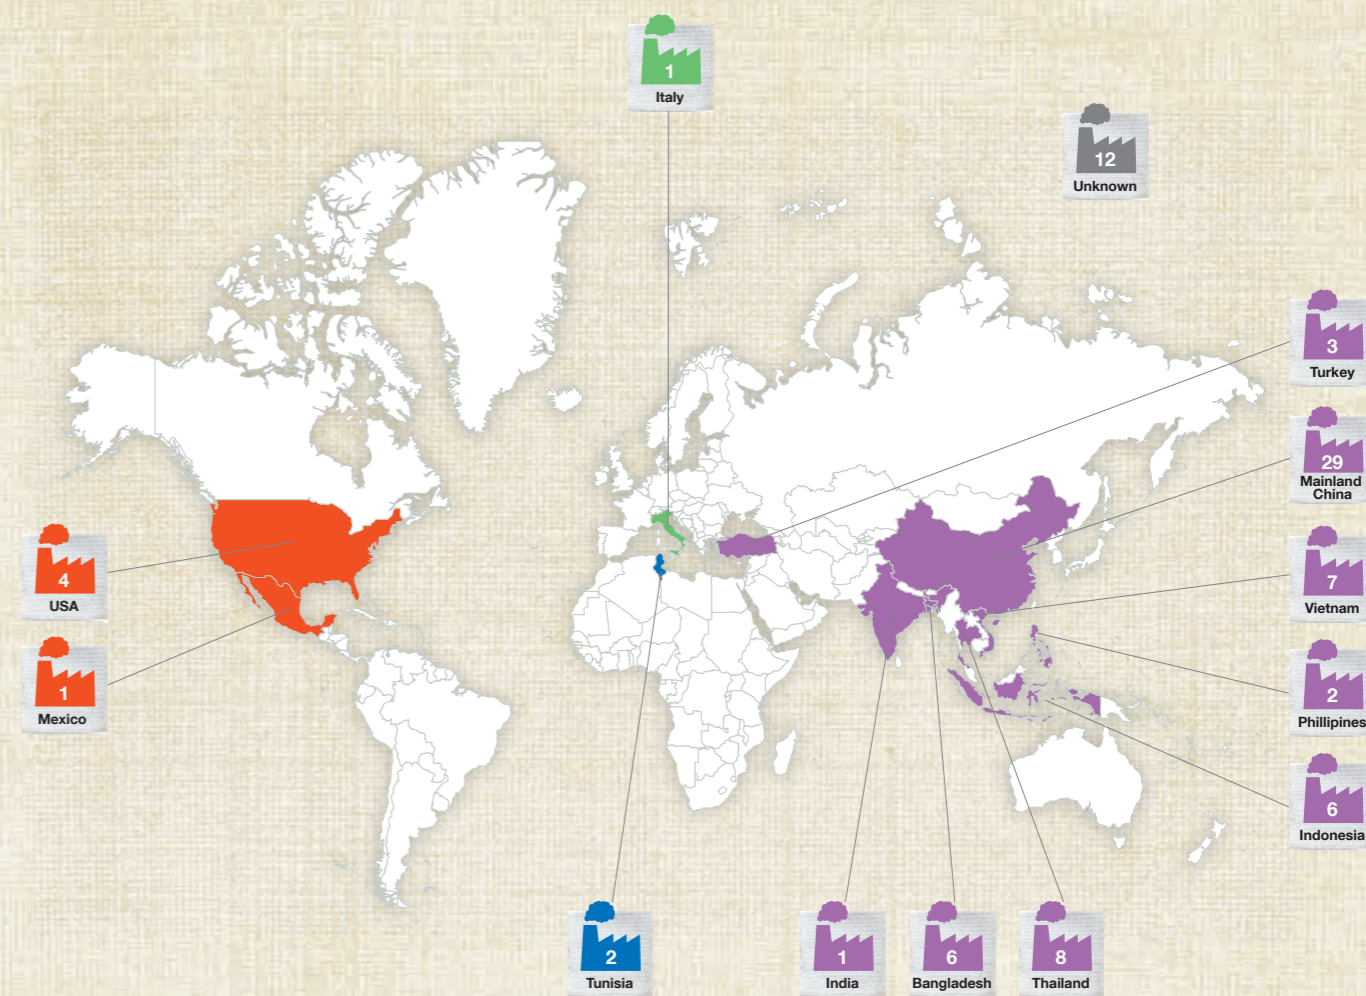 1
Italy
12
Unknown
3
Turkey
29
Mainland
China
4
USA
7
Vietnam
1
Mexico
2
Phillipines
6
Indonesia
2
Tunisia
1
India
6
Bangladesh
8
Thailand